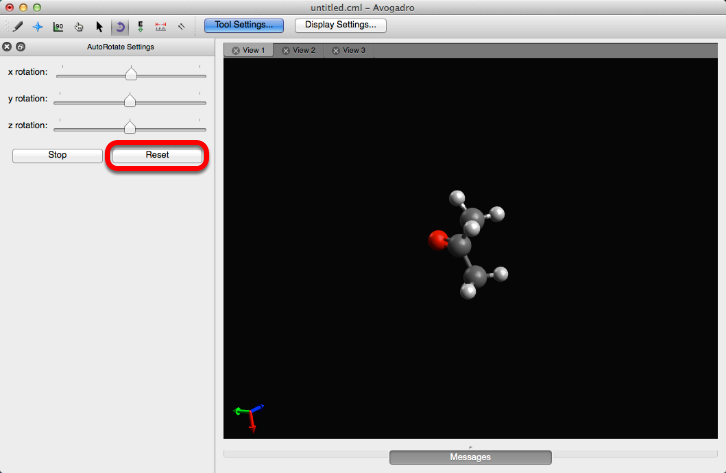 untitled.cml – Avogadro
Tool Settings...
Display Settings...
AutoRotate Settings
x rotation:
y rotation:
z rotation:
Stop
Reset
View 1
View 2
View 3
Messages